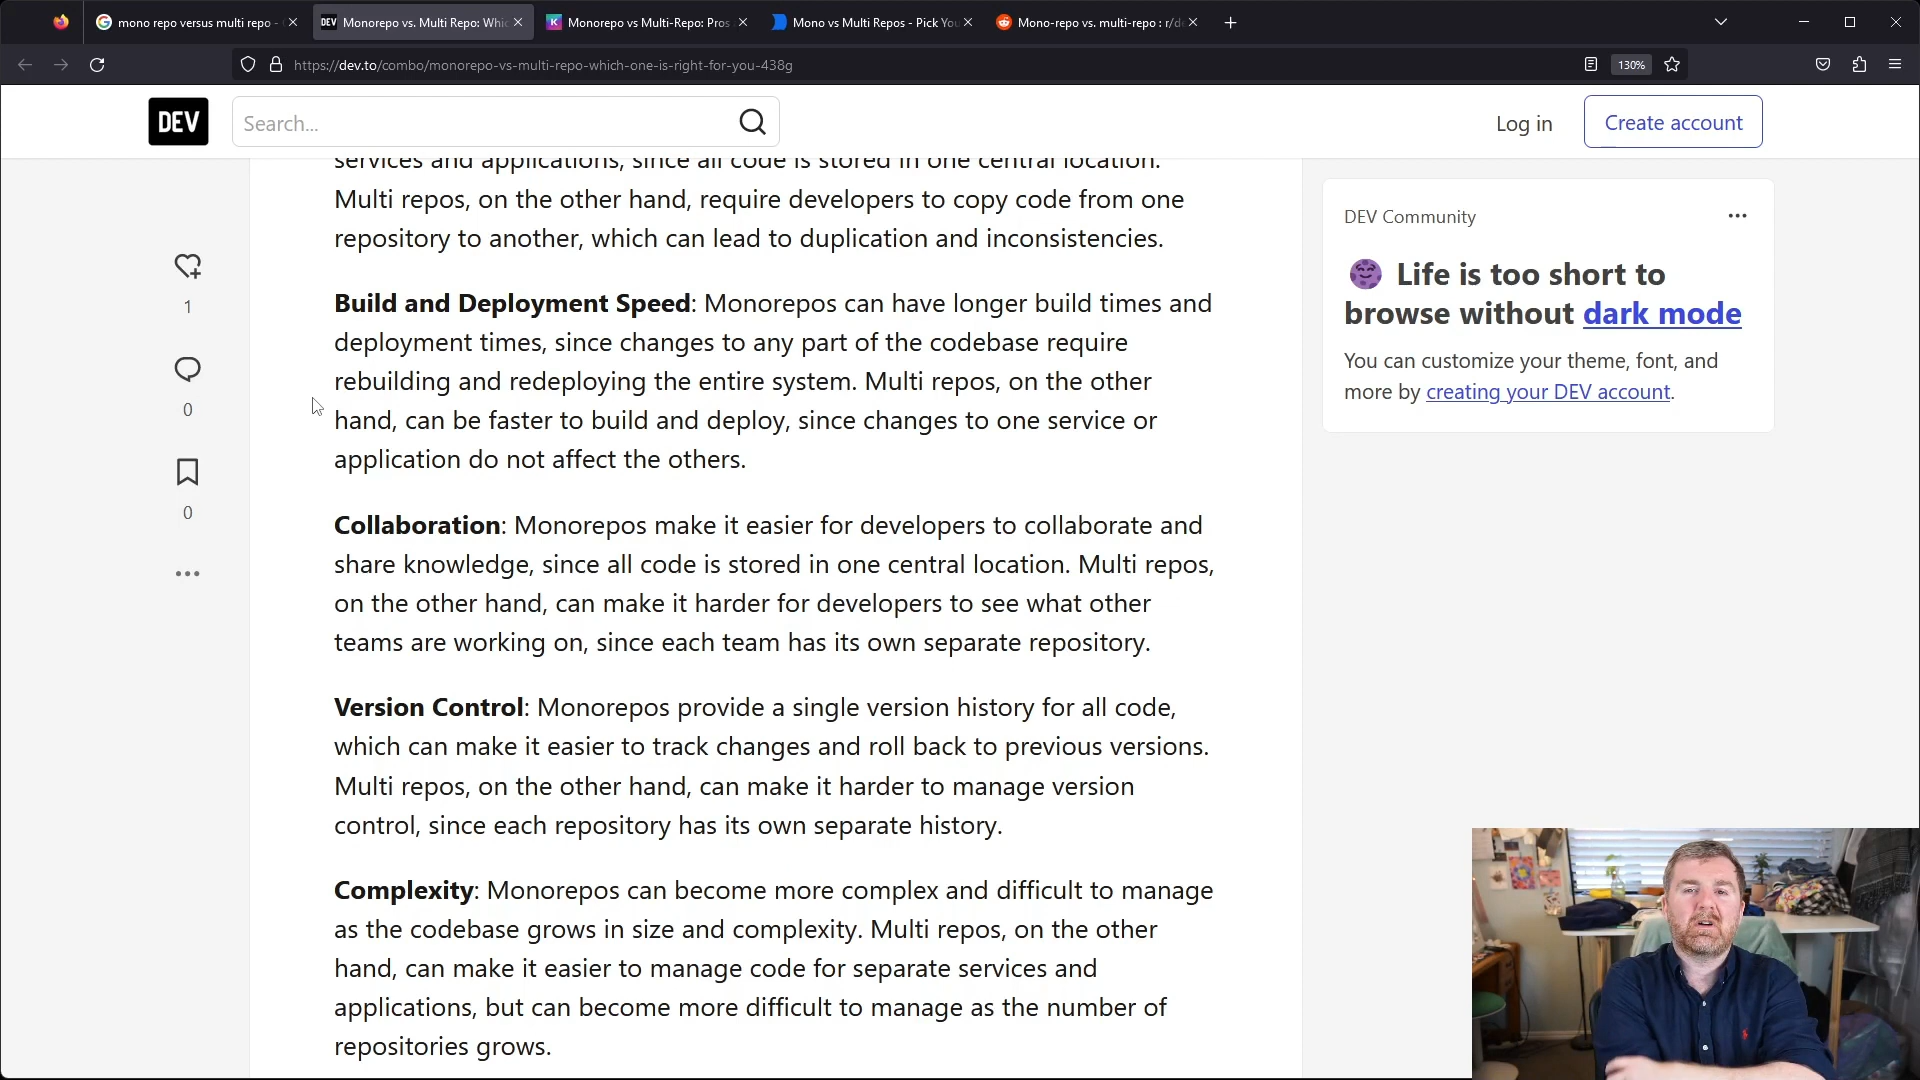 mono repo versus multi repo -
DEV Monorepo vs. Multi Repo: Whic
K Monorepo vs Multi-Repo: Pros
Mono vs Multi Repos - Pick You
Mono-repo vs. multi-repo : r/de
https://dev.to/combo/monorepo-vs-multi-repo-which-one-is-right-for-you-438g
130%
DEV
Search...
Log in
Create account
services and applications, since all code is stored in one central location.
Multi repos, on the other hand, require developers to copy code from one
repository to another, which can lead to duplication and inconsistencies.
1
0
0
Build and Deployment Speed: Monorepos can have longer build times and
deployment times, since changes to any part of the codebase require
rebuilding and redeploying the entire system. Multi repos, on the other
hand, can be faster to build and deploy, since changes to one service or
application do not affect the others.
Collaboration: Monorepos make it easier for developers to collaborate and
share knowledge, since all code is stored in one central location. Multi repos,
on the other hand, can make it harder for developers to see what other
teams are working on, since each team has its own separate repository.
Version Control: Monorepos provide a single version history for all code,
which can make it easier to track changes and roll back to previous versions.
Multi repos, on the other hand, can make it harder to manage version
control, since each repository has its own separate history.
Complexity: Monorepos can become more complex and difficult to manage
as the codebase grows in size and complexity. Multi repos, on the other
hand, can make it easier to manage code for separate services and
applications, but can become more difficult to manage as the number of
repositories grows.
DEV Community
Life is too short to
browse without dark mode
You can customize your theme, font, and
more by creating your DEV account.